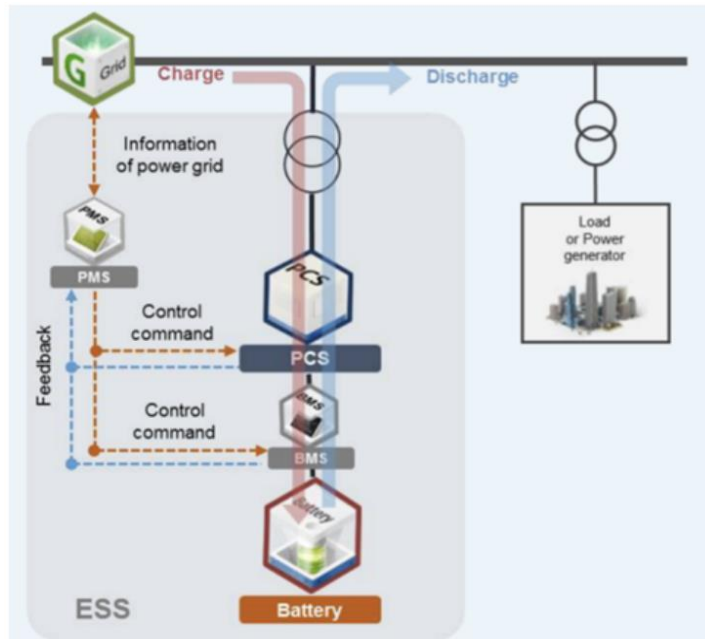 G Grid
Charge
Discharge
Information
of power grid
PMS
PMS
Load
or Power
generator
PCS
Control
command
PCS
Feedback
BMS
Control
command
BMS
Battery
ESS
Battery